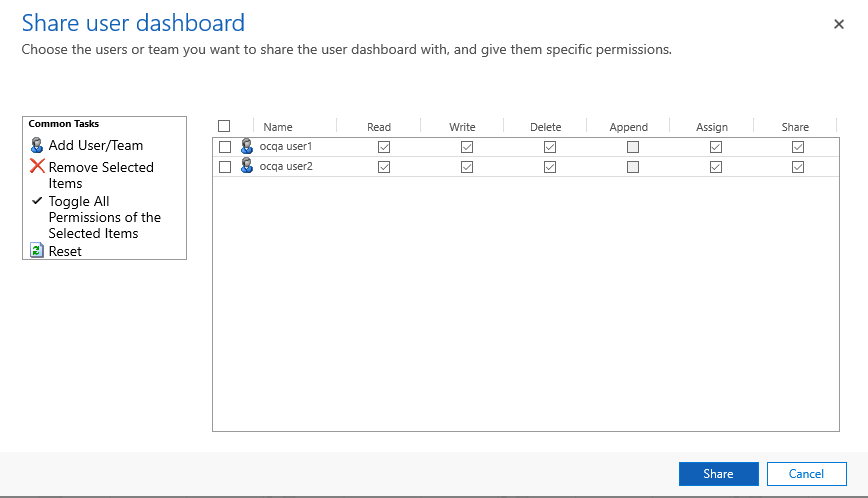 Share user dashboard
Choose the users or team you want to share the user dashboard with, and give them specific permissions.
Common Tasks
Add User/Team
Remove Selected
Items
Toggle All
Permissions of the
Selected Items
Reset
Name Read Write Delete Append Assign Share
ocqa user1
ocqa user2
Share Cancel